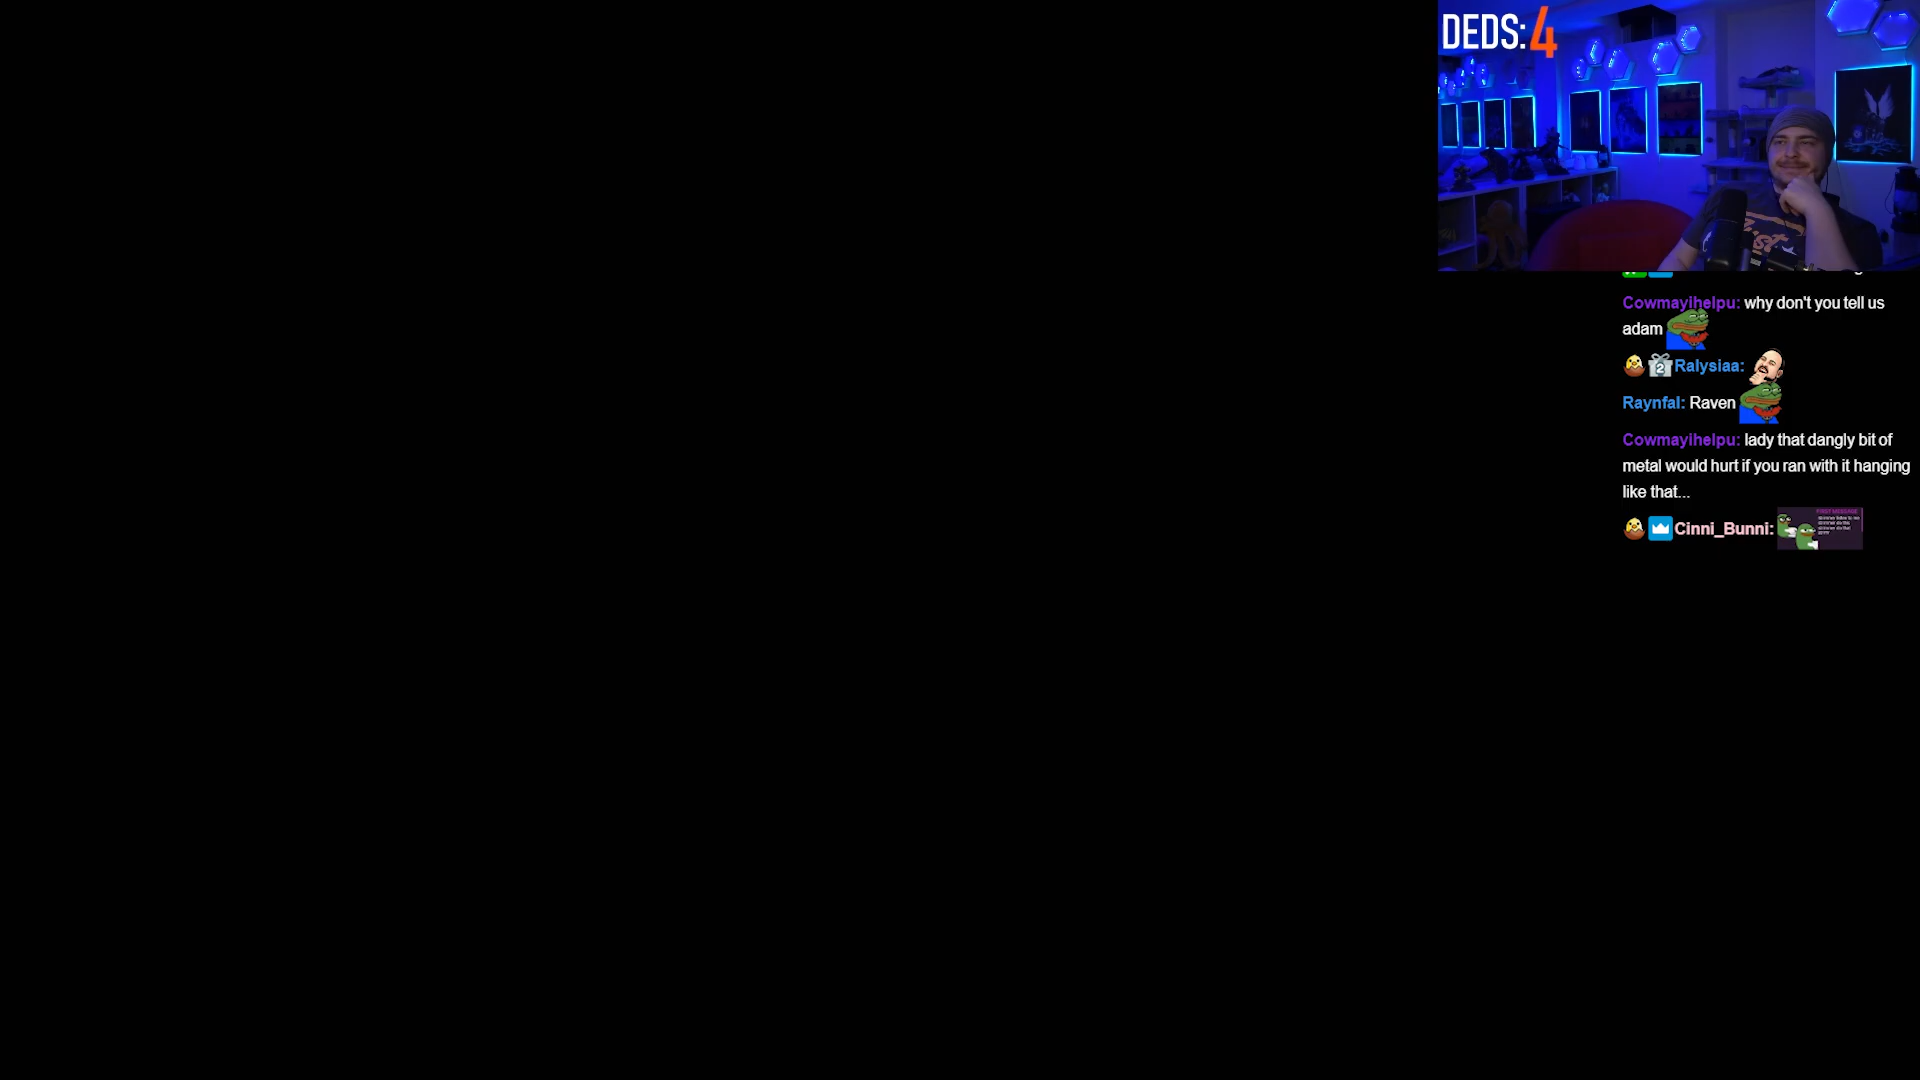 DEDS:4
Cowmayihelpu: why don't you tell us
adam
2 Ralysiaa:
Raynfal: Raven
Cowmayihelpu: lady that dangly bit of
metal would hurt if you ran with it hanging
like that...
Cinni_Bunni: